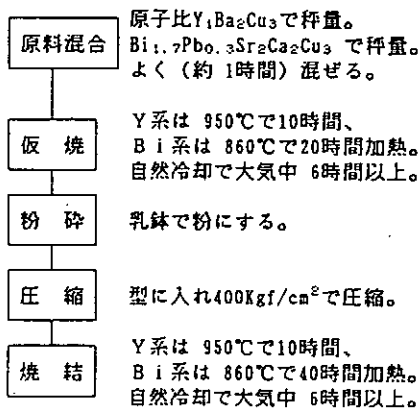 原料混合
原子比Y₁Ba₂Cu₃で秤量。
Bi₁.₇Pb₀.₃Sr₂Ca₂Cu₃ で秤量。
よく（約 1時間）混ぜる。
仮 焼
Y系は 950℃で10時間、
Bi系は 860℃で20時間加熱。
自然冷却で大気中 6時間以上。
粉 砕
乳鉢で粉にする。
圧 縮
型に入れ400Kgf/cm²で圧縮。
焼 結
Y系は 950℃で10時間、
Bi系は 860℃で40時間加熱。
自然冷却で大気中 6時間以上。